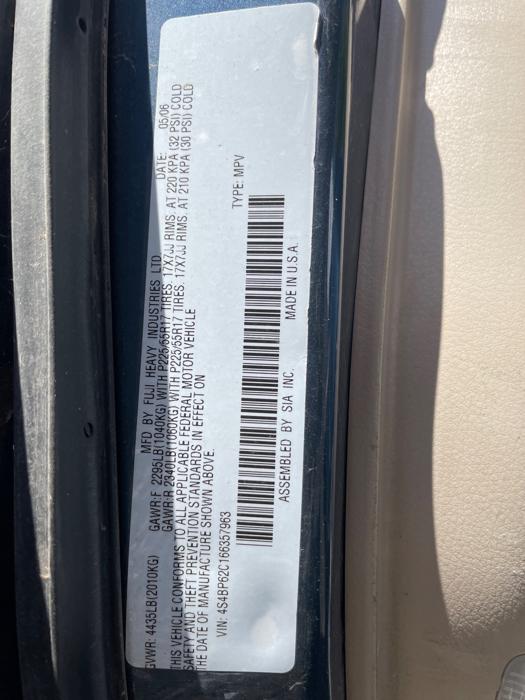 MFD BY FUJI HEAVY INDUSTRIES LTD. DATE: 05/06
GVWR: 4435LB(2010KG) GAWR:F 2295LB(1040KG) WITH P225/55R17 TIRES. 17X7JJ RIMS. AT 220 KPA (32 PSI) COLD
GAWR:R 2340LB(1060KG) WITH P225/55R17 TIRES. 17X7JJ RIMS. AT 210 KPA (30 PSI) COLD
THIS VEHICLE CONFORMS TO ALL APPLICABLE FEDERAL MOTOR VEHICLE
SAFETY AND THEFT PREVENTION STANDARDS IN EFFECT ON
THE DATE OF MANUFACTURE SHOWN ABOVE.
VIN: 4S4BP62C166357963 TYPE: MPV
ASSEMBLED BY SIA INC. MADE IN U.S.A.